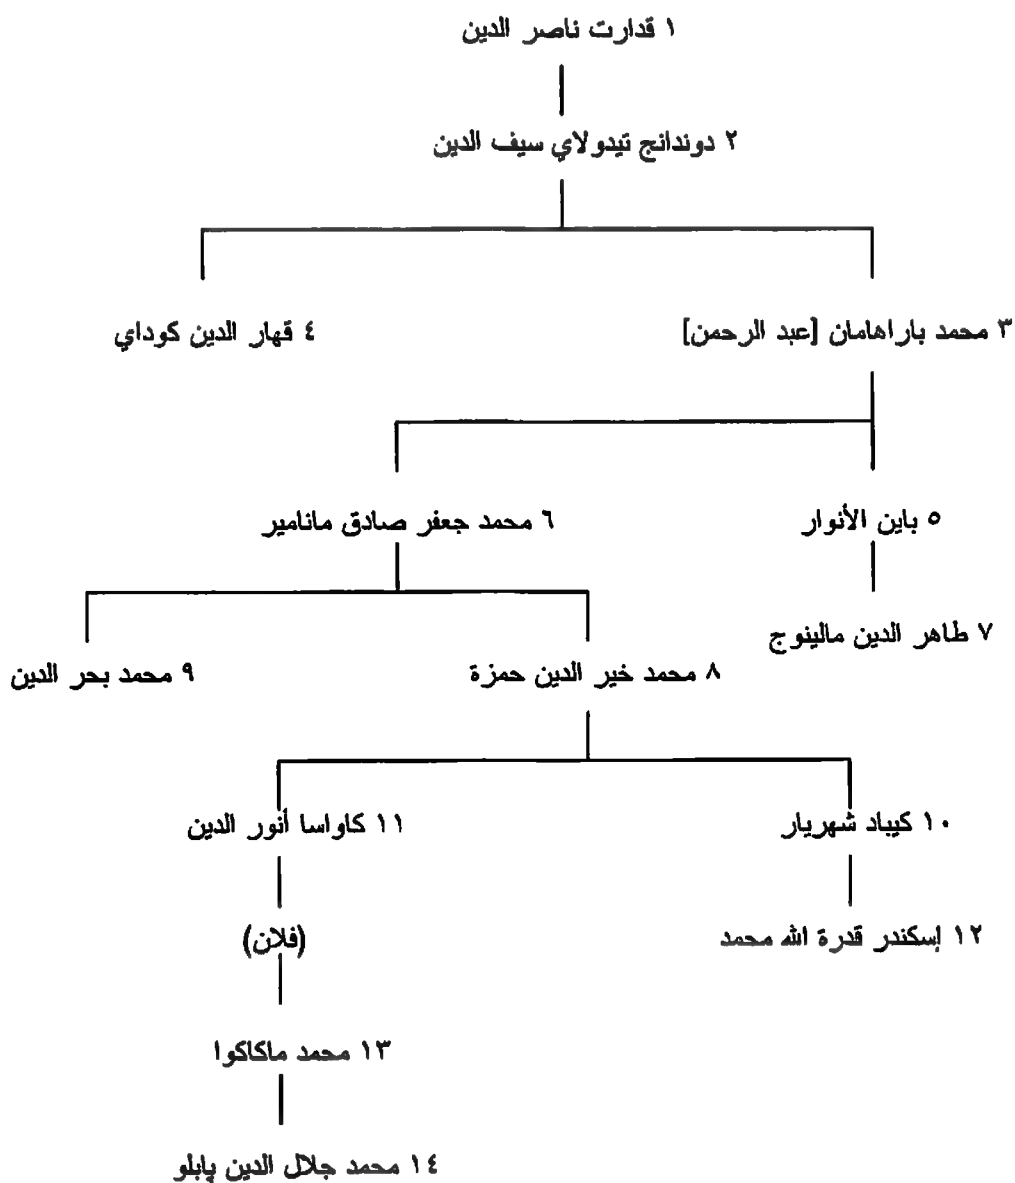 ١ قدارت ناصر الدين
٢ دوندانج تيدولاي سيف الدين
٣ محمد باراهامان [عبد الرحمن]
٤ قهار الدين كوداي
٥ باين الأنوار
٦ محمد جعفر صادق مانامير
٧ طاهر الدين مالينوج
٨ محمد خير الدين حمزة
٩ محمد بحر الدين
١٠ كيباد شهريار
١١ كاواسا أنور الدين
١٢ إسكندر قدرة الله محمد
(فلان)
١٣ محمد ماكاكوا
١٤ محمد جلال الدين پابلو